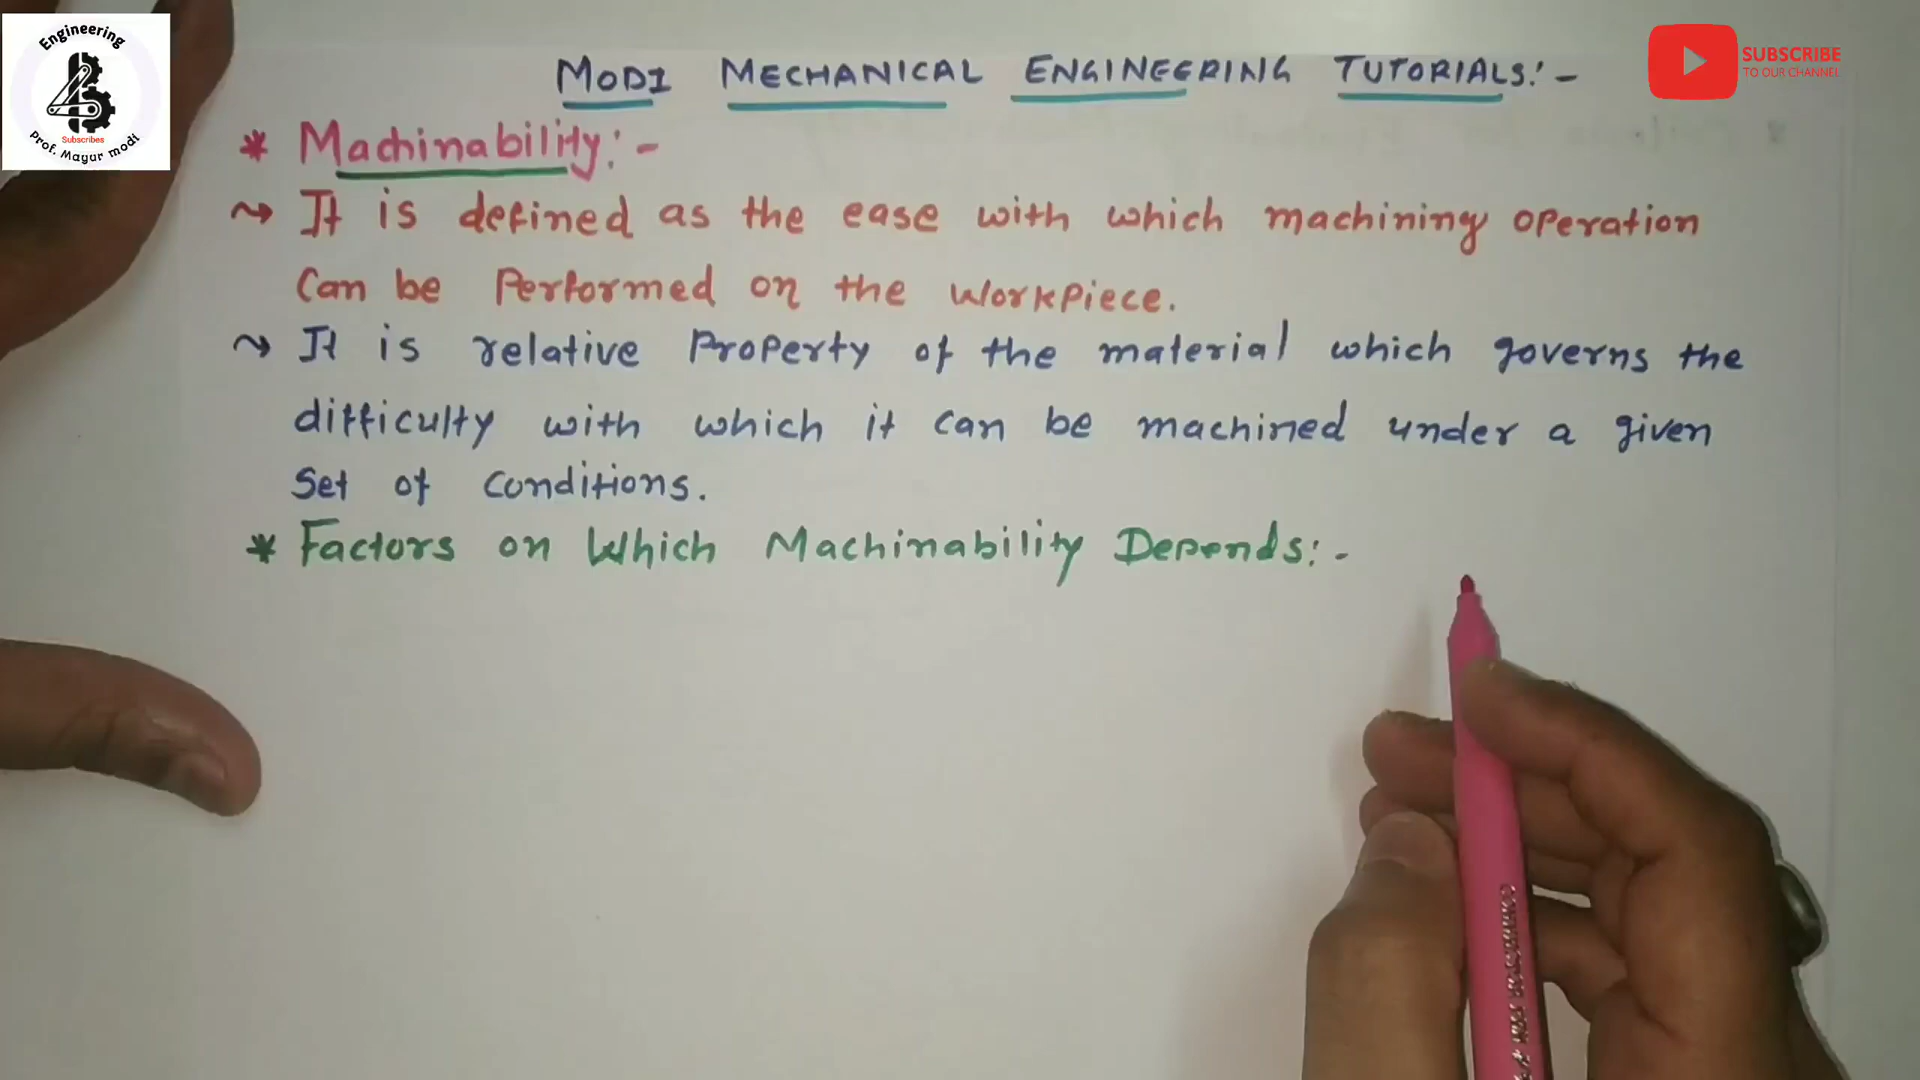 Engineering
Subscribes
Prof. Mayur modi
SUBSCRIBE
TO OUR CHANNEL
MODI MECHANICAL ENGINEERING TUTORIALS:-
* Machinability:-
⤳ It is defined as the ease with which machining operation
Can be Performed on the workpiece.
⤳ It is relative Property of the material which governs the
difficulty with which it can be machined under a given
Set of Conditions.
* Factors on Which Machinability Depends:-